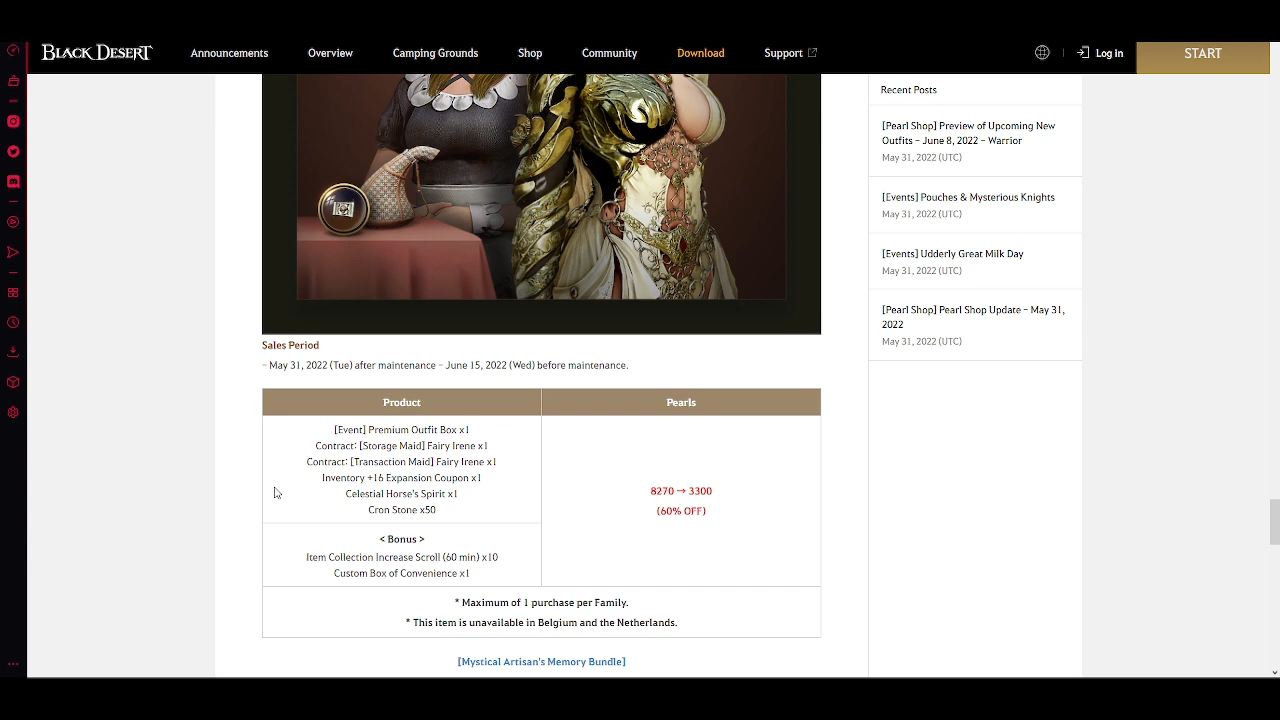 BLACK DESERT
Announcements
Overview
Camping Grounds
Shop
Community
Download
Support
Log in
START
Recent Posts
[Pearl Shop] Preview of Upcoming New
Outfits – June 8, 2022 – Warrior
May 31, 2022 (UTC)
[Events] Pouches & Mysterious Knights
May 31, 2022 (UTC)
[Events] Udderly Great Milk Day
May 31, 2022 (UTC)
[Pearl Shop] Pearl Shop Update – May 31,
2022
May 31, 2022 (UTC)
Sales Period
– May 31, 2022 (Tue) after maintenance – June 15, 2022 (Wed) before maintenance.
Product
Pearls
[Event] Premium Outfit Box x1
Contract: [Storage Maid] Fairy Irene x1
Contract: [Transaction Maid] Fairy Irene x1
Inventory +16 Expansion Coupon x1
Celestial Horse's Spirit x1
Cron Stone x50
8270 → 3300
(60% OFF)
< Bonus >
Item Collection Increase Scroll (60 min) x10
Custom Box of Convenience x1
* Maximum of 1 purchase per Family.
* This item is unavailable in Belgium and the Netherlands.
[Mystical Artisan's Memory Bundle]